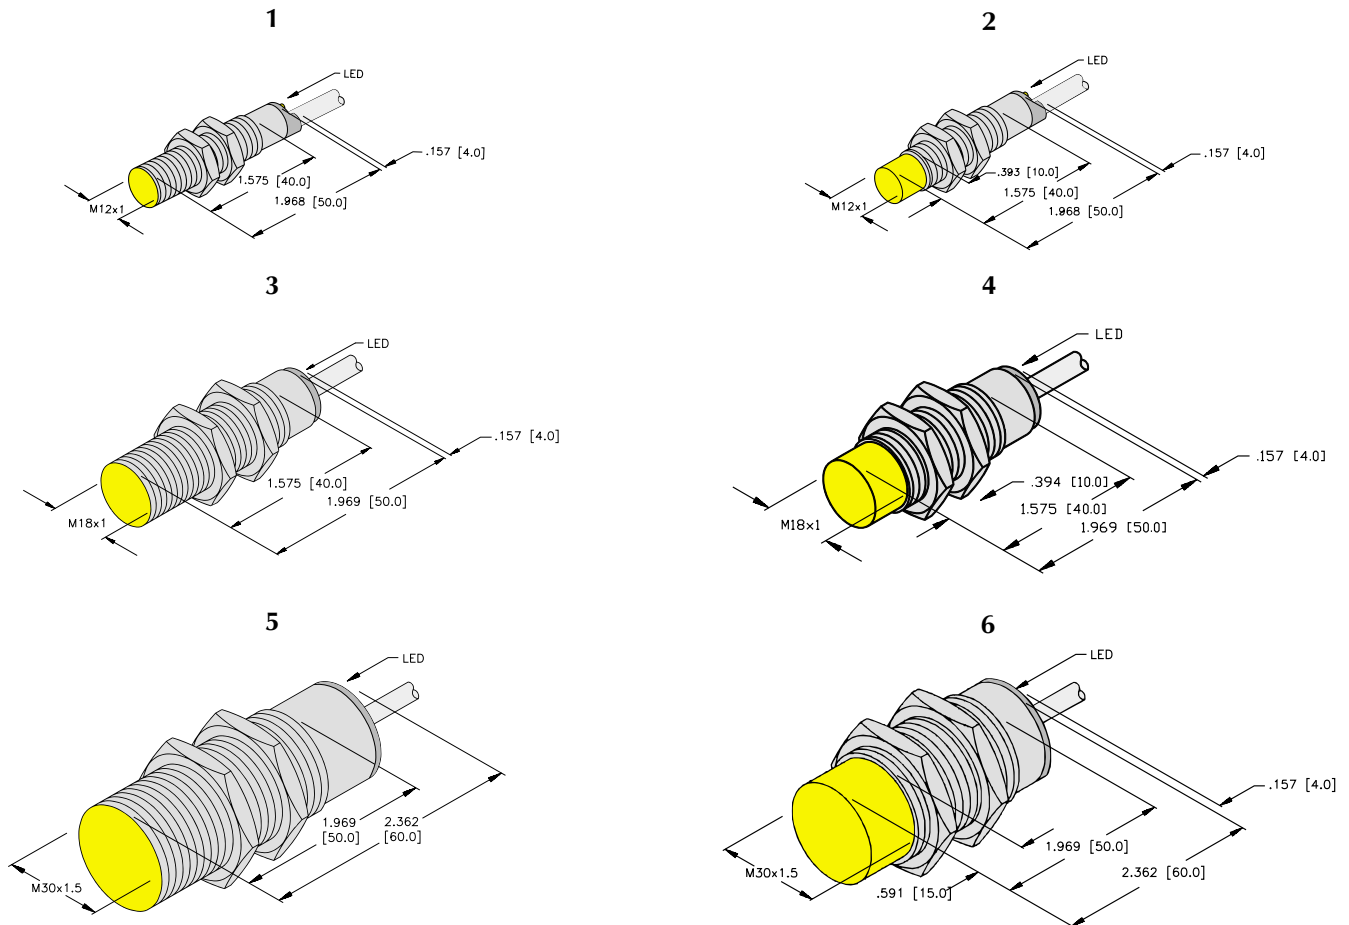 1
LED
.157 [4.0]
1.575 [40.0]
1.968 [50.0]
M12x1
2
LED
.157 [4.0]
.393 [10.0]
1.575 [40.0]
1.968 [50.0]
M12x1
3
LED
.157 [4.0]
1.575 [40.0]
1.969 [50.0]
M18x1
4
LED
.157 [4.0]
.394 [10.0]
1.575 [40.0]
1.969 [50.0]
M18x1
5
LED
1.969
[50.0]
2.362
[60.0]
M30x1.5
6
LED
.157 [4.0]
1.969 [50.0]
2.362 [60.0]
M30x1.5
.591 [15.0]